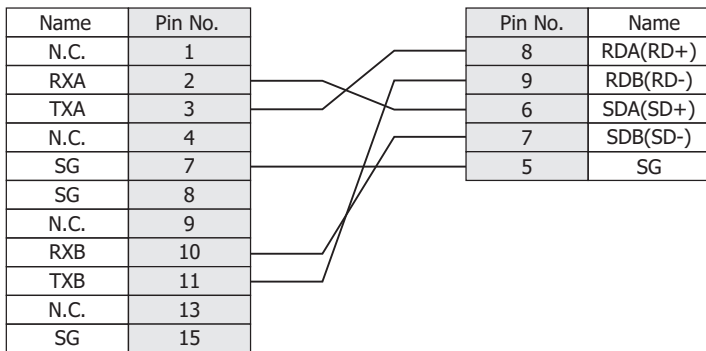 Name Pin No. Pin No. Name
N.C. 1 8 RDA(RD+)
RXA 2 9 RDB(RD-)
TXA 3 6 SDA(SD+)
N.C. 4 7 SDB(SD-)
SG 7 5 SG
SG 8
N.C. 9
RXB 10
TXB 11
N.C. 13
SG 15